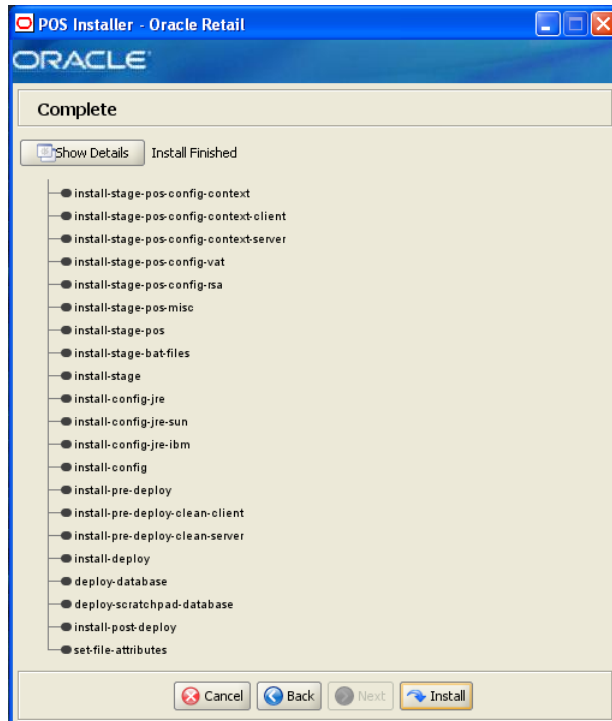 POS Installer - Oracle Retail
ORACLE
Complete
Show Details Install Finished
install-stage-pos-config-context
install-stage-pos-config-context-client
install-stage-pos-config-context-server
install-stage-pos-config-vat
install-stage-pos-config-rsa
install-stage-pos-misc
install-stage-pos
install-stage-bat-files
install-stage
install-config-jre
install-config-jre-sun
install-config-jre-ibm
install-config
install-pre-deploy
install-pre-deploy-clean-client
install-pre-deploy-clean-server
install-deploy
deploy-database
deploy-scratchpad-database
install-post-deploy
set-file-attributes
Cancel Back Next Install